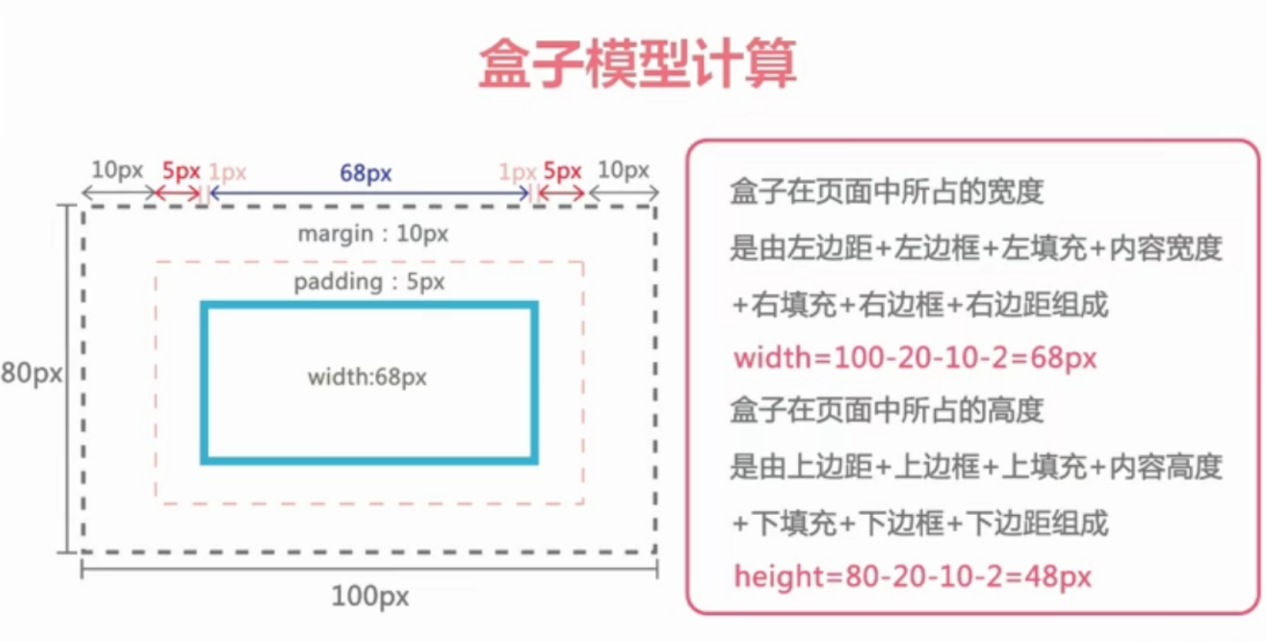 盒子模型计算
10px 5px 1px 68px 1px 5px 10px
margin：10px
padding：5px
width:68px
80px
100px
盒子在页面中所占的宽度
是由左边距+左边框+左填充+内容宽度
+右填充+右边框+右边距组成
width=100-20-10-2=68px
盒子在页面中所占的高度
是由上边距+上边框+上填充+内容高度
+下填充+下边框+下边距组成
height=80-20-10-2=48px